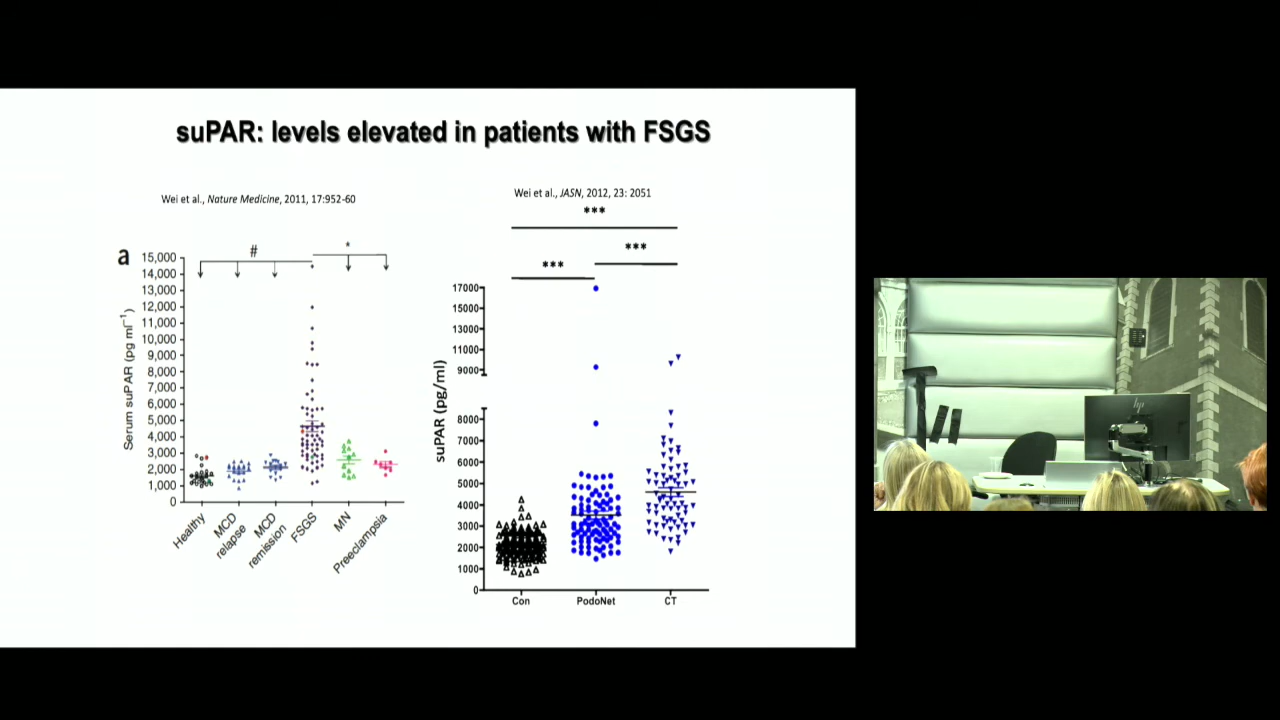 suPAR: levels elevated in patients with FSGS
Wei et al., Nature Medicine, 2011, 17:952-60
a
#
*
15,000
14,000
13,000
12,000
11,000
10,000
9,000
8,000
7,000
6,000
5,000
4,000
3,000
2,000
1,000
0
Serum suPAR (pg ml⁻¹)
Healthy
MCD relapse
MCD remission
FSGS
MN
Preeclampsia
Wei et al., JASN, 2012, 23: 2051
***
***
***
17000
15000
13000
11000
9000
8000
7000
6000
5000
4000
3000
2000
1000
0
suPAR (pg/ml)
Con
PodoNet
CT
hp